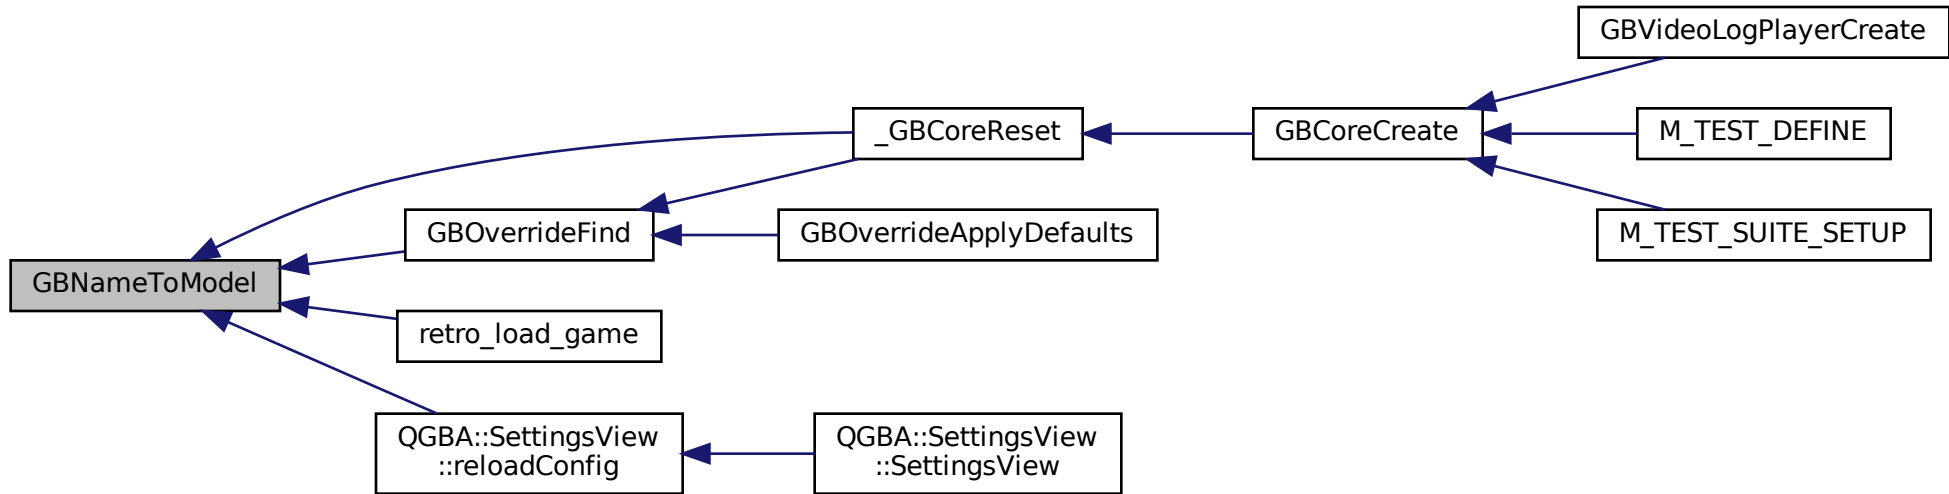 GBVideoLogPlayerCreate
_GBCoreReset
GBCoreCreate
M_TEST_DEFINE
GBOverrideFind
GBOverrideApplyDefaults
M_TEST_SUITE_SETUP
GBNameToModel
retro_load_game
QGBA::SettingsView
::reloadConfig
QGBA::SettingsView
::SettingsView